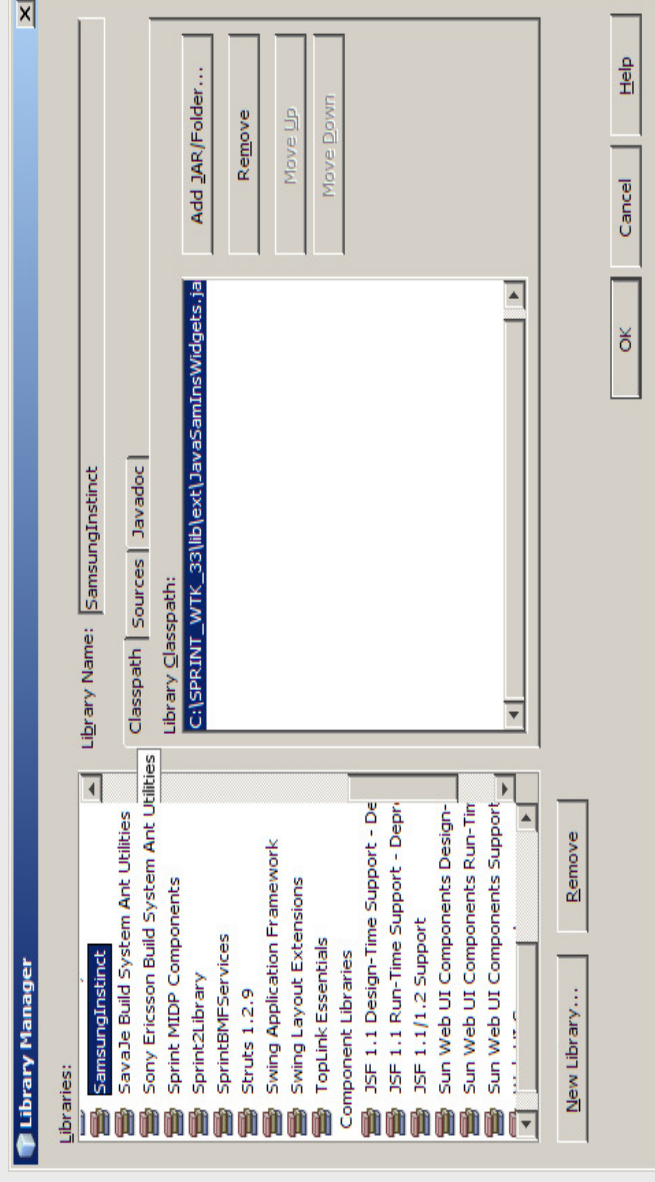 Library Manager
Libraries:
SamsungInstinct
SavaJe Build System Ant Utilities
Sony Ericsson Build System Ant Utilities
Sprint MIDP Components
Sprint2Library
SprintBMFServices
Struts 1.2.9
Swing Application Framework
Swing Layout Extensions
TopLink Essentials
Component Libraries
JSF 1.1 Design-Time Support - De
JSF 1.1 Run-Time Support - Depr
JSF 1.1/1.2 Support
Sun Web UI Components Design-
Sun Web UI Components Run-Tim
Sun Web UI Components Support
New Library...
Remove
Library Name: SamsungInstinct
Classpath Sources Javadoc
Library Classpath:
C:\SPRINT_WTK_33\lib\ext\JavaSamInsWidgets.ja
Add JAR/Folder...
Remove
Move Up
Move Down
OK Cancel Help